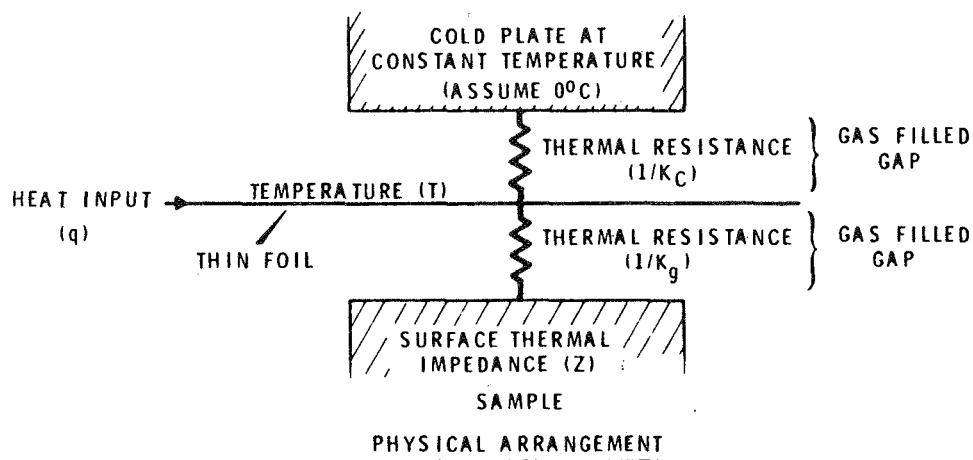 COLD PLATE AT
CONSTANT TEMPERATURE
(ASSUME 0°C)
THERMAL RESISTANCE
(1/KC)
GAS FILLED
GAP
HEAT INPUT
(q)
TEMPERATURE (T)
THIN FOIL
THERMAL RESISTANCE
(1/Kg)
GAS FILLED
GAP
SURFACE THERMAL
IMPEDANCE (Z)
SAMPLE
PHYSICAL ARRANGEMENT